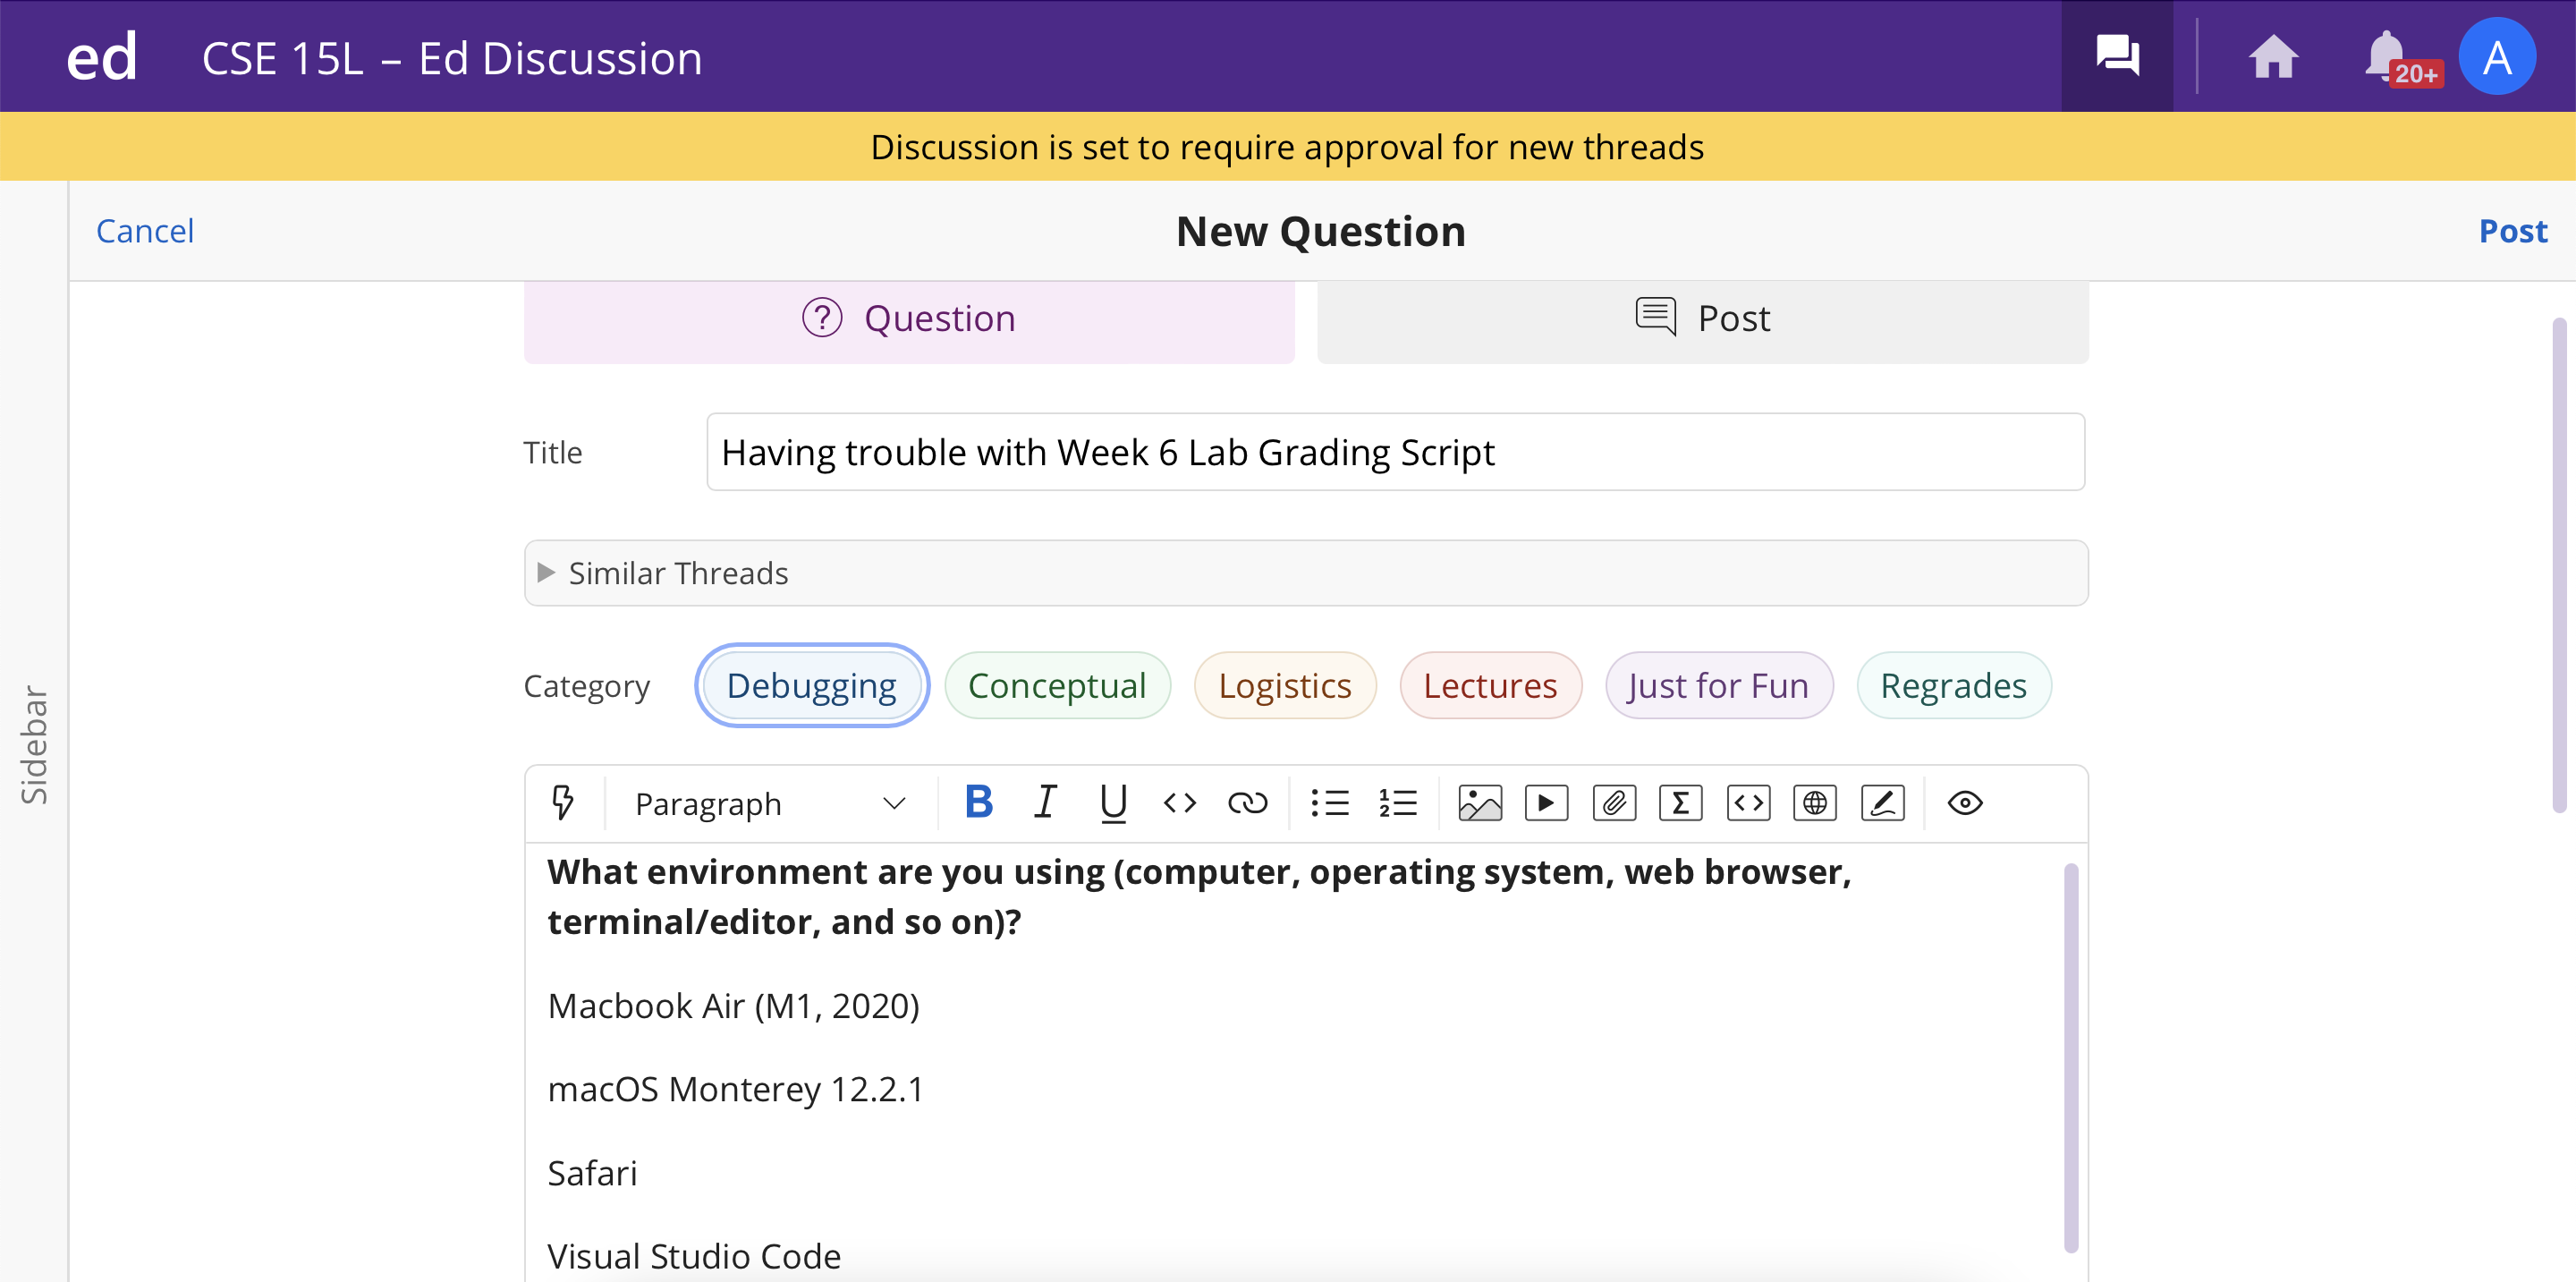 ed
CSE 15L – Ed Discussion
20+
A
Discussion is set to require approval for new threads
Cancel
New Question
Post
Question
Post
Title
Having trouble with Week 6 Lab Grading Script
Similar Threads
Category
Debugging
Conceptual
Logistics
Lectures
Just for Fun
Regrades
Sidebar
Paragraph
B
I
U
What environment are you using (computer, operating system, web browser,
terminal/editor, and so on)?
Macbook Air (M1, 2020)
macOS Monterey 12.2.1
Safari
Visual Studio Code